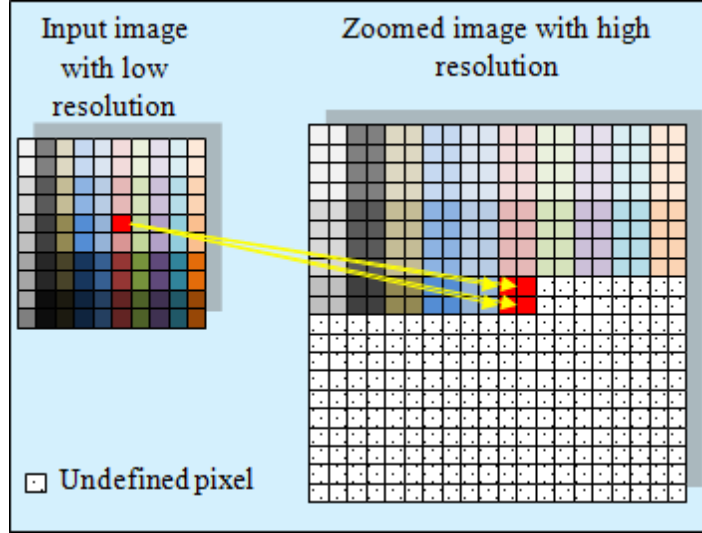 Input image
with low
resolution
Zoomed image with high
resolution
Undefined pixel